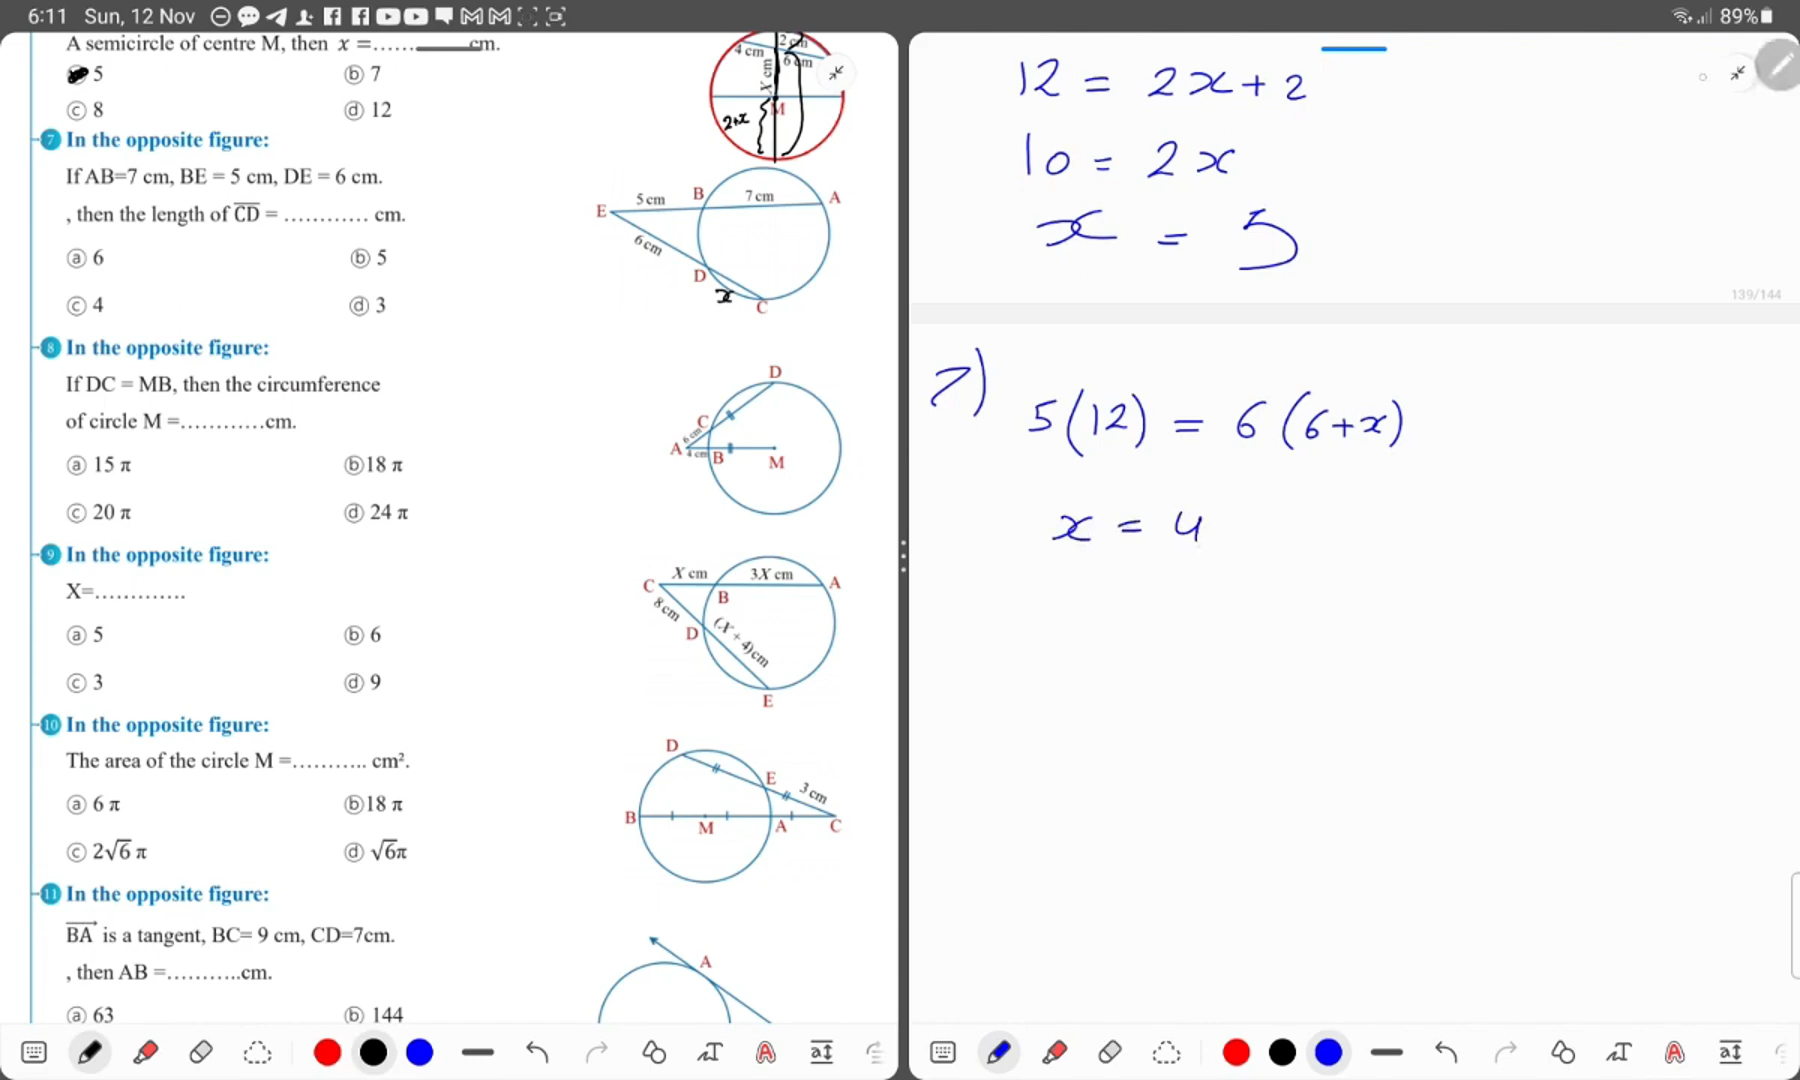 6:11 Sun, 12 Nov
89%
A semicircle of centre M, then x =...... cm.
5
ⓑ 7
ⓒ 8
ⓓ 12
4 cm
2 cm
6 cm
X cm
M
2+x
7 In the opposite figure:
If AB=7 cm, BE = 5 cm, DE = 6 cm.
, then the length of CD = ............ cm.
ⓐ 6
ⓑ 5
ⓒ 4
ⓓ 3
E
5 cm
B
7 cm
A
6 cm
D
x
C
8 In the opposite figure:
If DC = MB, then the circumference
of circle M =............cm.
ⓐ 15 π
ⓑ18 π
ⓒ 20 π
ⓓ 24 π
D
C
6 cm
A
4 cm
B
M
9 In the opposite figure:
X=.............
ⓐ 5
ⓑ 6
ⓒ 3
ⓓ 9
C
X cm
3X cm
A
B
8 cm
D
(X + 4)cm
E
10 In the opposite figure:
The area of the circle M =........... cm².
ⓐ 6 π
ⓑ18 π
ⓒ 2√6 π
ⓓ √6π
D
E
3 cm
B
M
A
C
11 In the opposite figure:
BA is a tangent, BC= 9 cm, CD=7cm.
, then AB =...........cm.
ⓐ 63
ⓑ 144
A
12 = 2x+2
10 = 2x
x = 5
139/144
7)
5(12) = 6(6+x)
x = 4